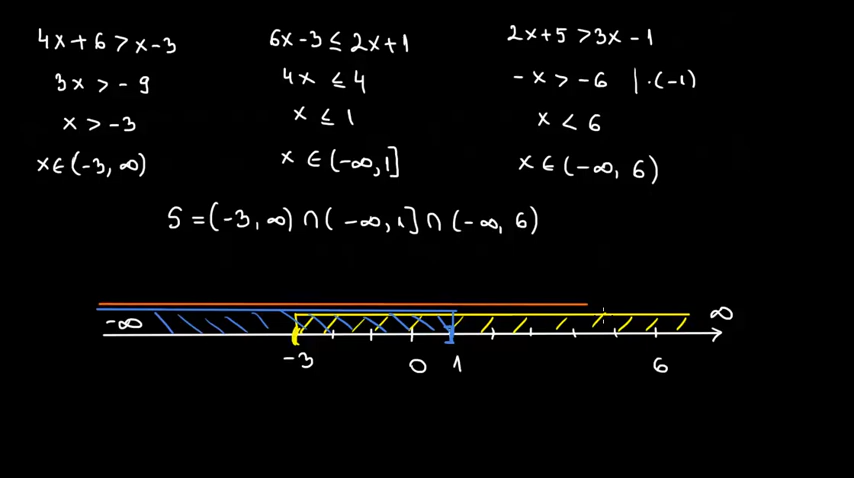 4x+6 > x-3
3x > -9
x > -3
x ∈ (-3, ∞)
6x-3 ≤ 2x+1
4x ≤ 4
x ≤ 1
x ∈ (-∞, 1]
2x+5 > 3x-1
-x > -6 | ·(-1)
x < 6
x ∈ (-∞, 6)
S = (-3, ∞) ∩ (-∞, 1] ∩ (-∞, 6)
-∞ ∞
-3 0 1 6